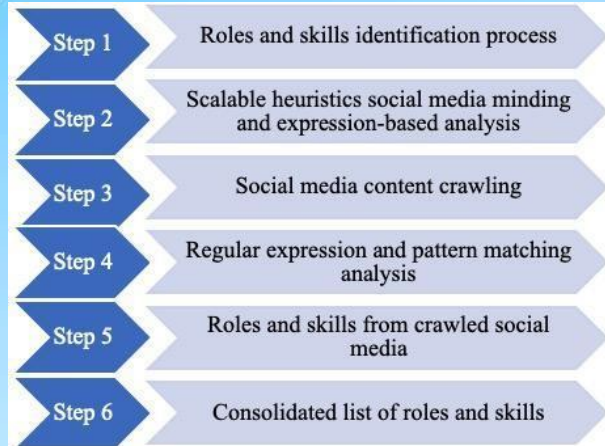 Step 1
Roles and skills identification process
Step 2
Scalable heuristics social media minding
and expression-based analysis
Step 3
Social media content crawling
Step 4
Regular expression and pattern matching
analysis
Step 5
Roles and skills from crawled social
media
Step 6
Consolidated list of roles and skills